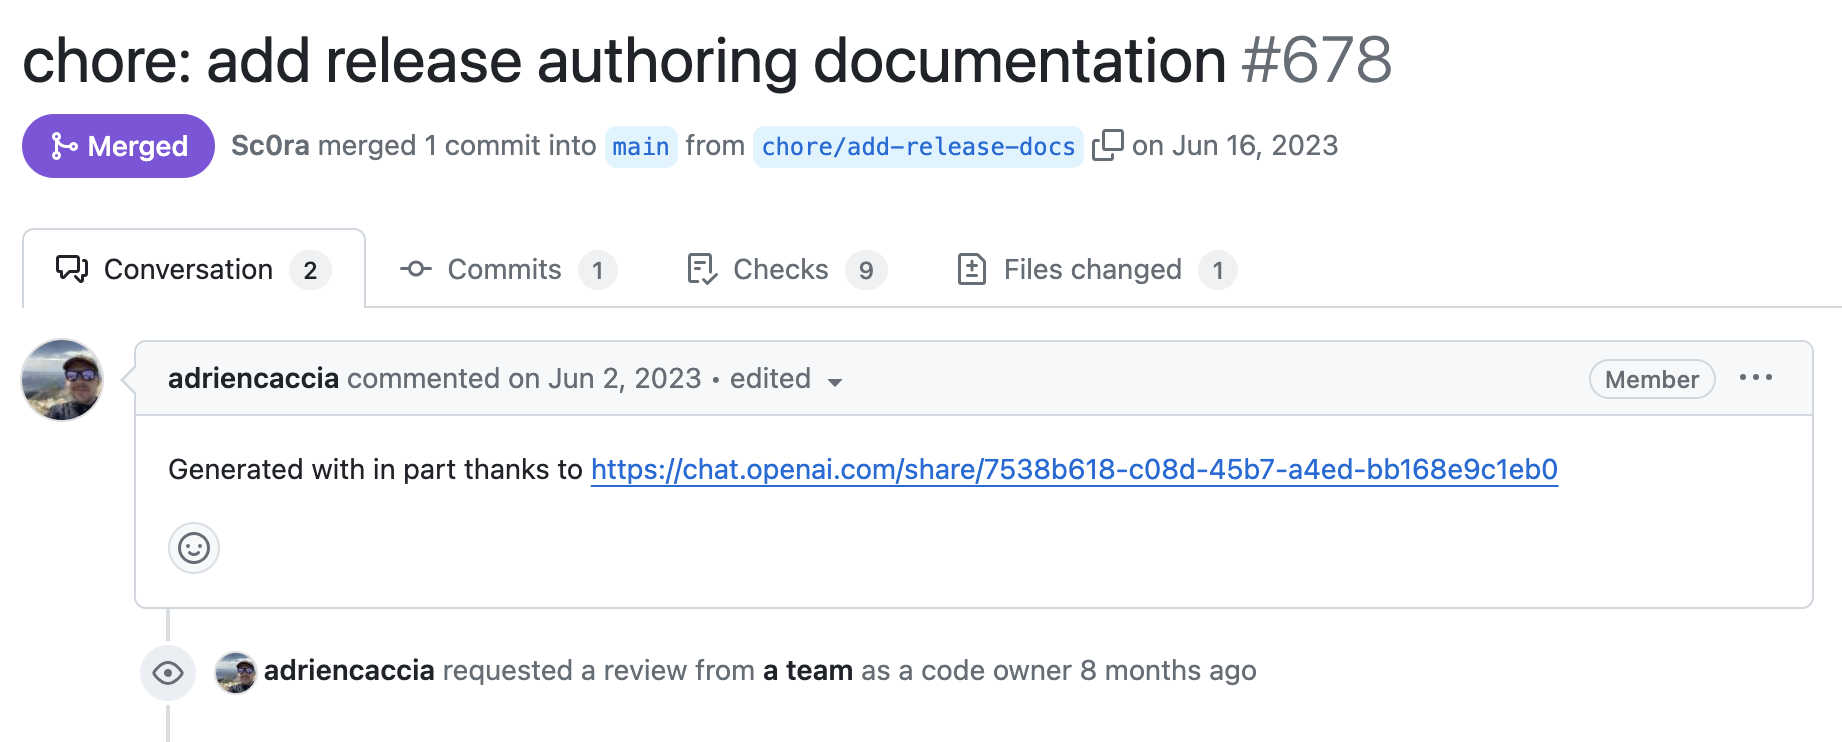 chore: add release authoring documentation #678
Merged Sc0ra merged 1 commit into main from chore/add-release-docs on Jun 16, 2023
Conversation 2 Commits 1 Checks 9 Files changed 1
adriencaccia commented on Jun 2, 2023 • edited Member
Generated with in part thanks to https://chat.openai.com/share/7538b618-c08d-45b7-a4ed-bb168e9c1eb0
adriencaccia requested a review from a team as a code owner 8 months ago